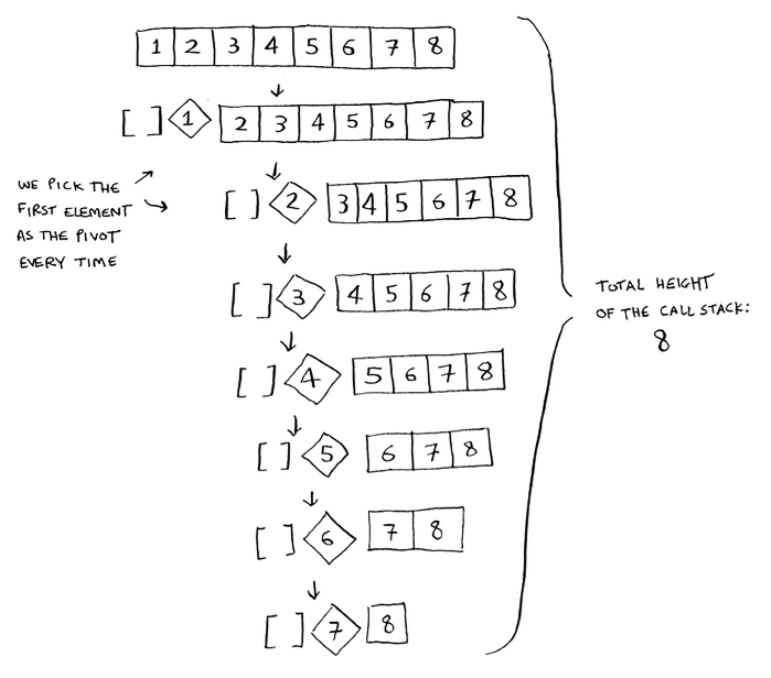 1 2 3 4 5 6 7 8
[ ] 1 2 3 4 5 6 7 8
WE PICK THE
FIRST ELEMENT
AS THE PIVOT
EVERY TIME
[ ] 2 3 4 5 6 7 8
[ ] 3 4 5 6 7 8
[ ] 4 5 6 7 8
[ ] 5 6 7 8
[ ] 6 7 8
[ ] 7 8
TOTAL HEIGHT
OF THE CALL STACK:
8